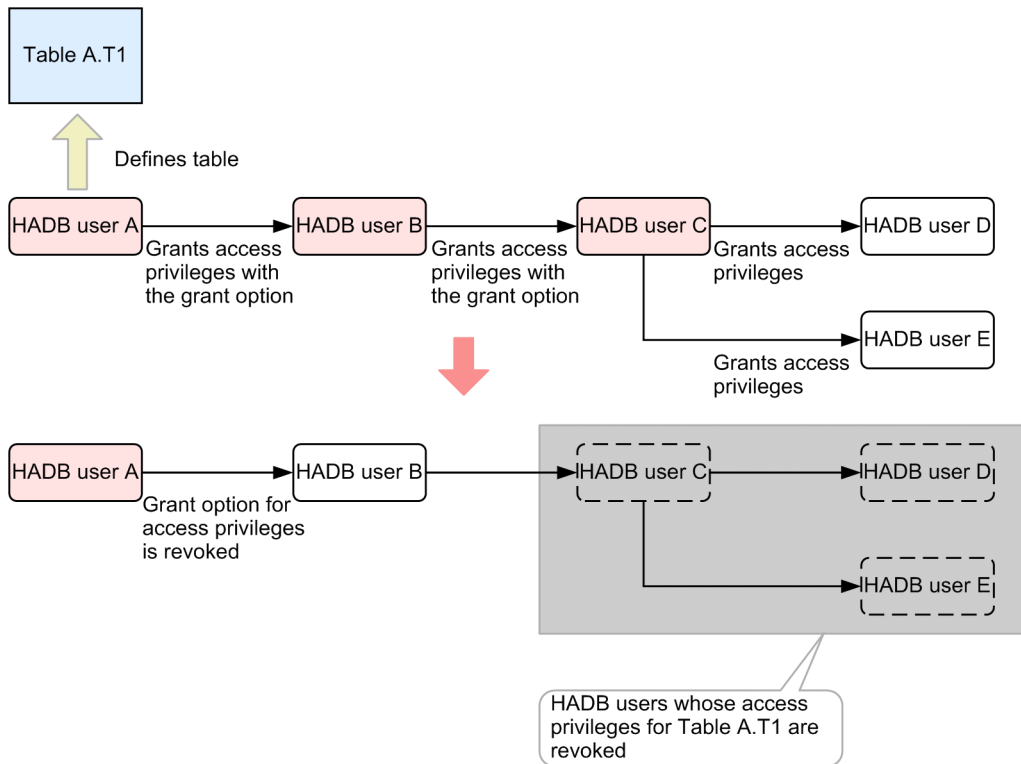 Table A.T1
Defines table
HADB user A
HADB user B
HADB user C
HADB user D
Grants access
privileges with
the grant option
Grants access
privileges with
the grant option
Grants access
privileges
HADB user E
Grants access
privileges
HADB user A
HADB user B
HADB user C
HADB user D
Grant option for
access privileges
is revoked
HADB user E
HADB users whose access
privileges for Table A.T1 are
revoked